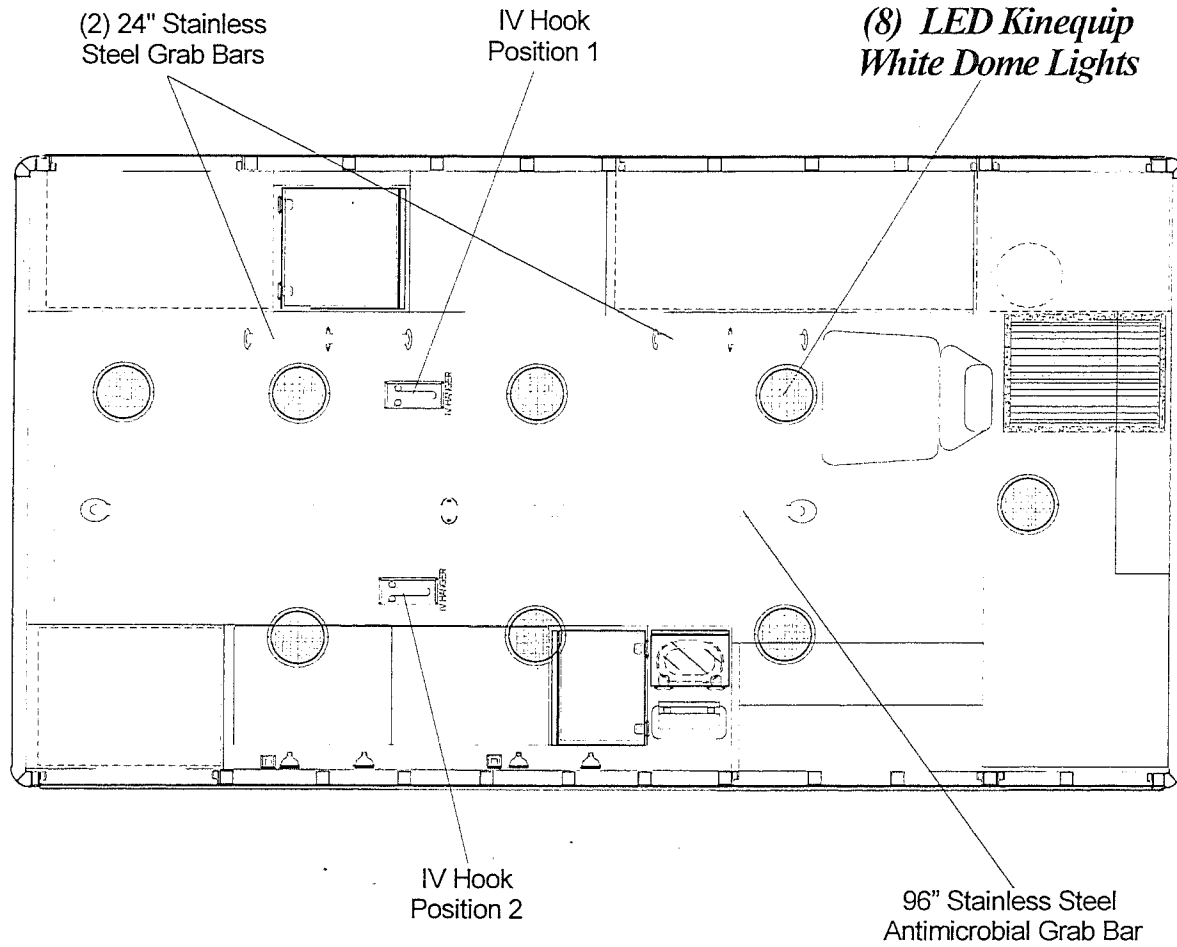 (2) 24" Stainless
Steel Grab Bars
IV Hook
Position 1
(8) LED Kinequip
White Dome Lights
IV HANGER
IV HANGER
IV Hook
Position 2
96" Stainless Steel
Antimicrobial Grab Bar